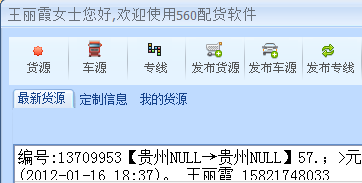 王丽霞女士您好,欢迎使用560配货软件
货源 车源 专线 发布货源 发布车源 发布专线
最新货源 定制信息 我的货源
编号:13709953【贵州NULL→贵州NULL】57.；>元
(2012-01-16 18:37)。 王丽霞 15821748033